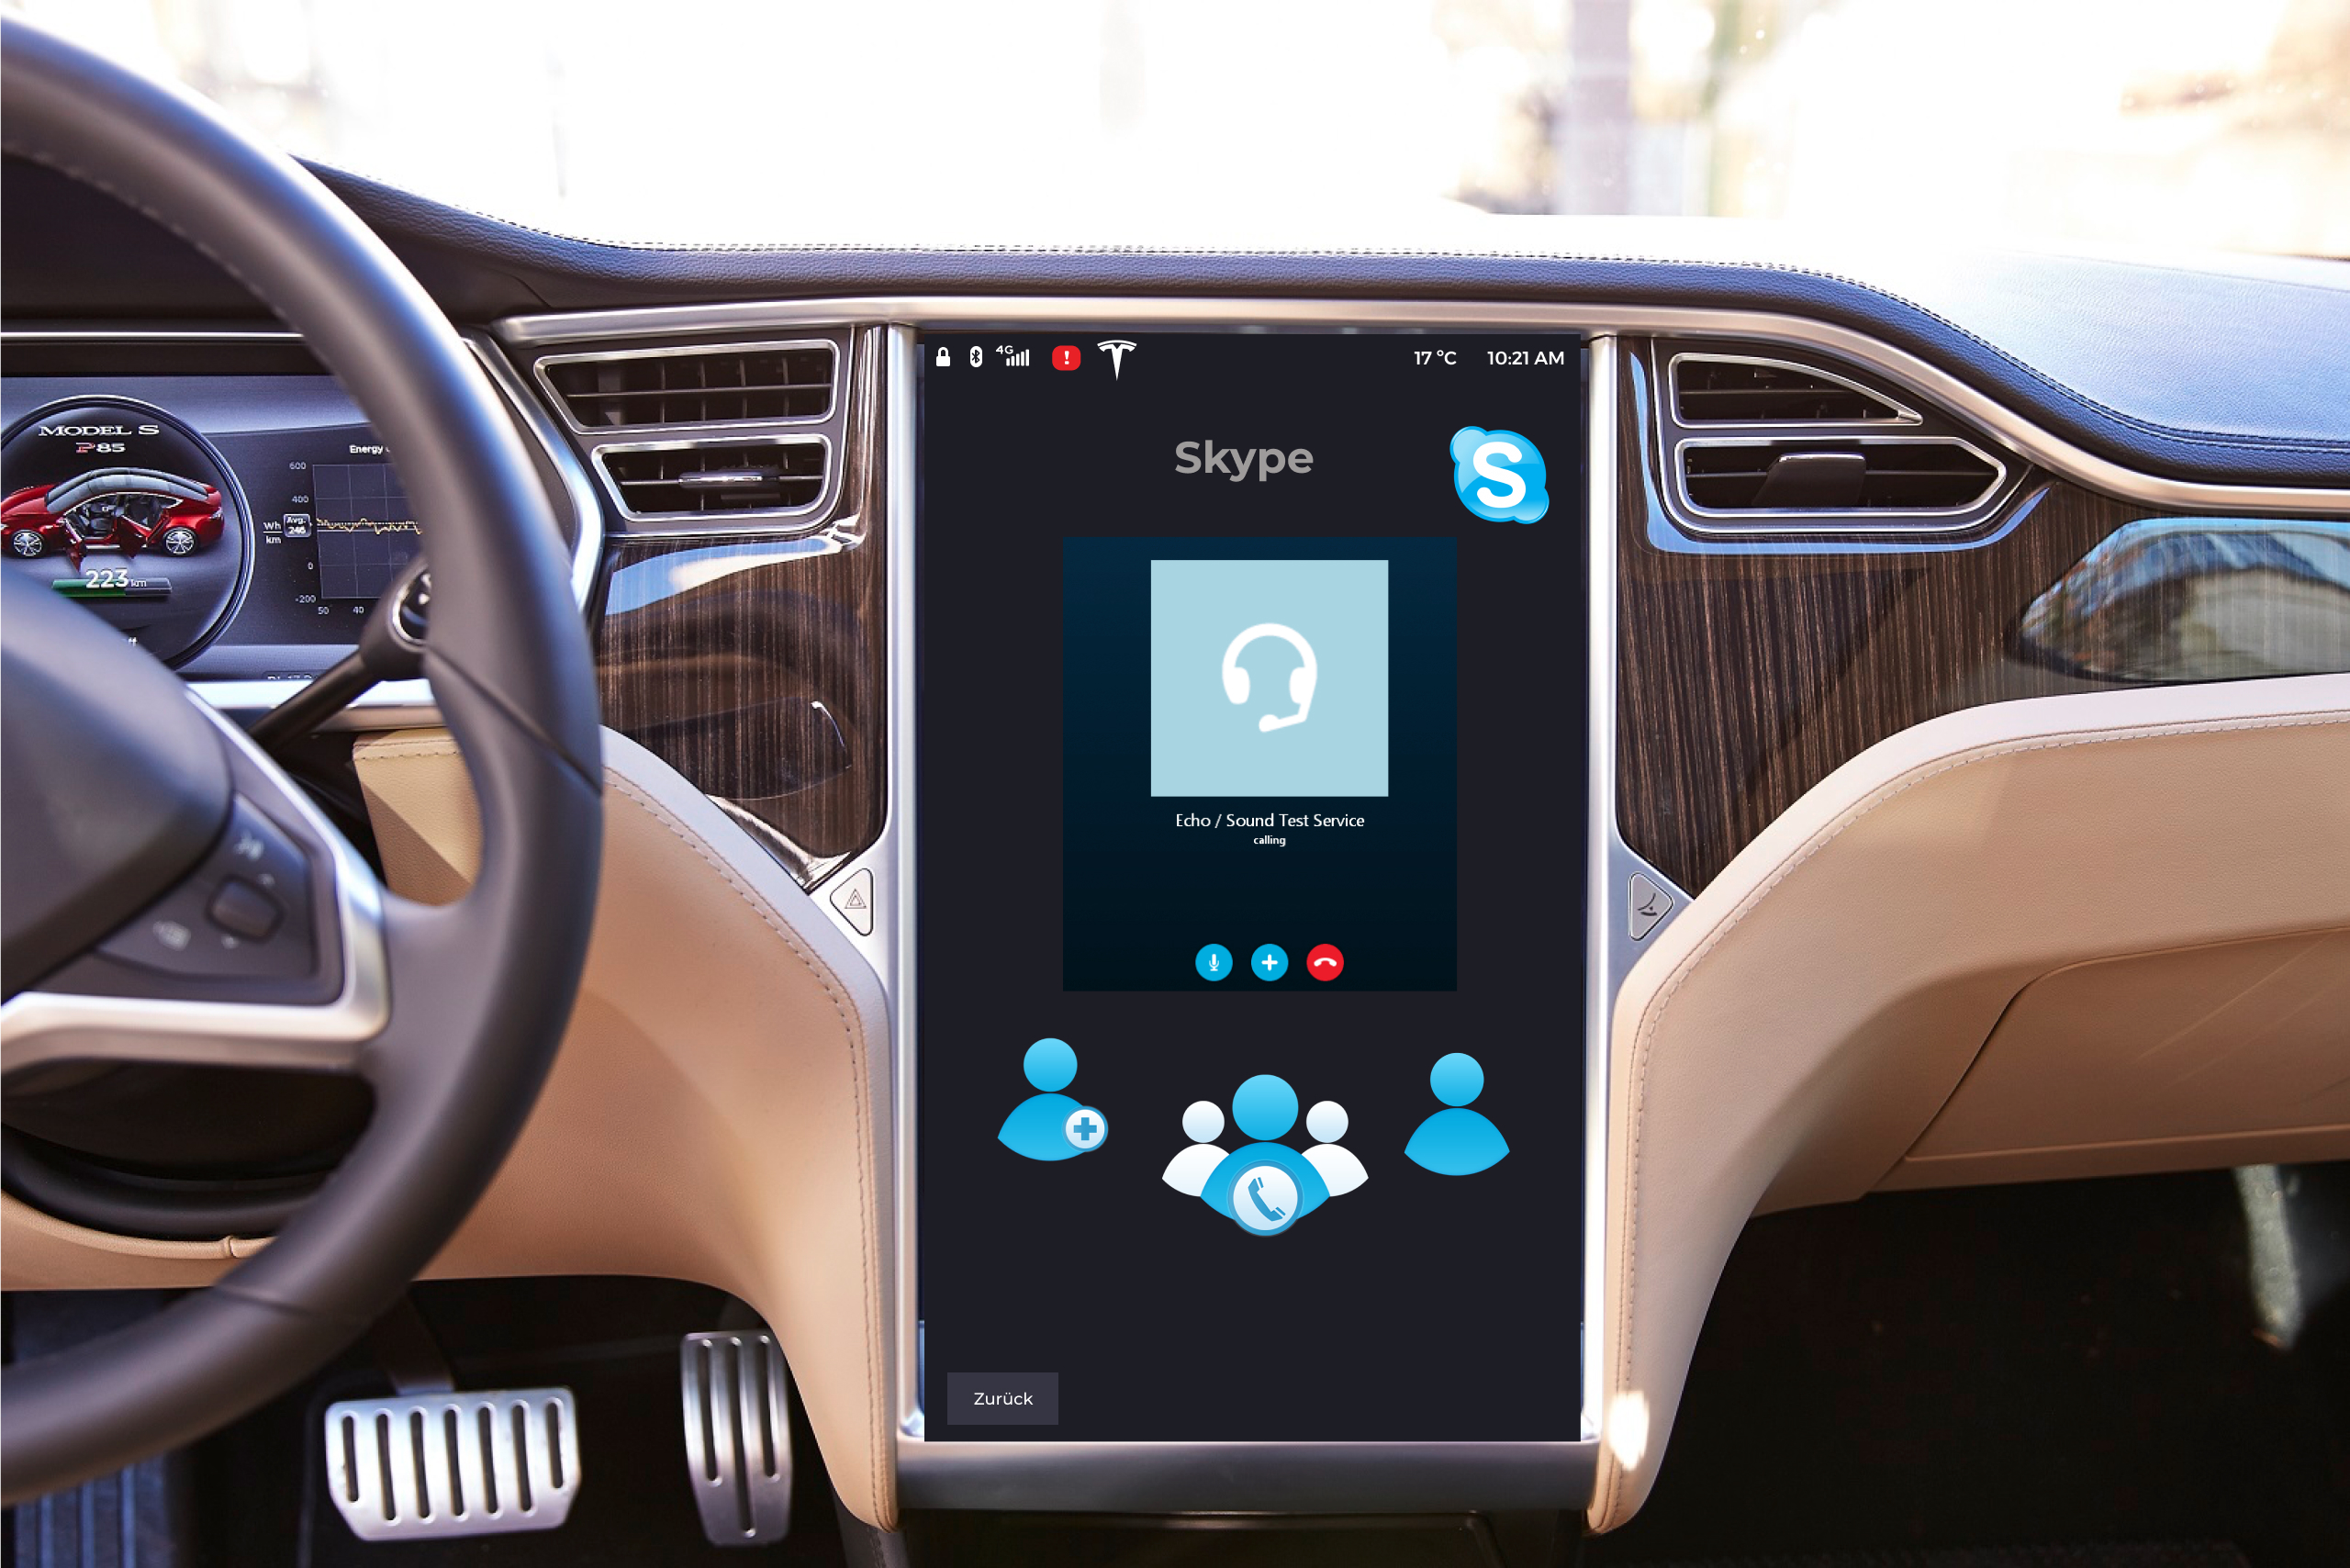 MODEL S
P85
223 km
Energy
600
400
Wh
km
Avg.
246
0
-200
50 40
4G
!
17 °C
10:21 AM
Skype
S
Echo / Sound Test Service
calling
Zurück